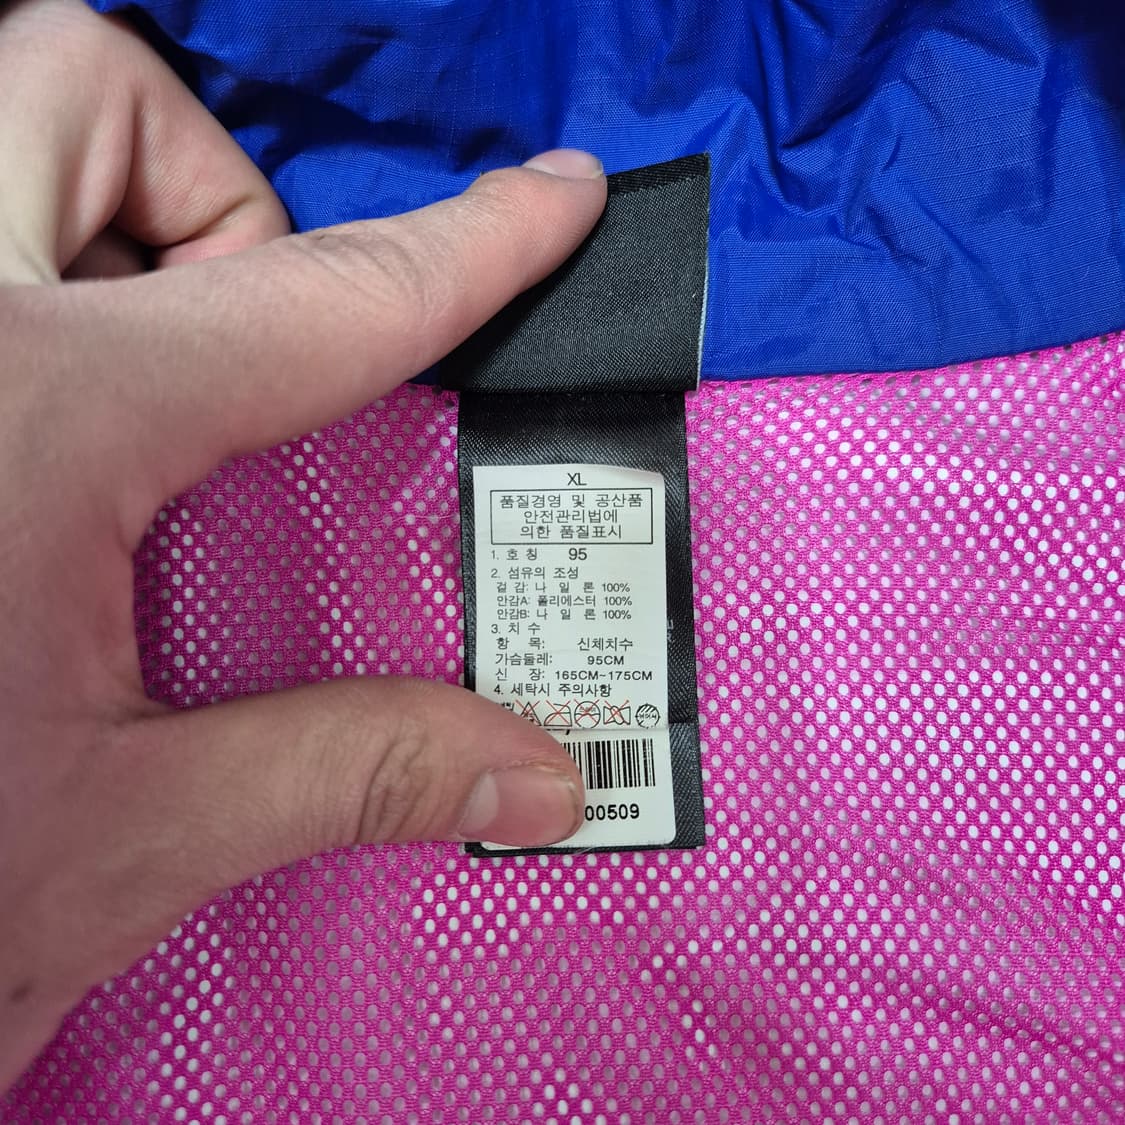 XL
품질경영 및 공산품
안전관리법에
의한 품질표시
1. 호 칭 95
2. 섬유의 조성
겉 감: 나 일 론 100%
안감A: 폴리에스터 100%
안감B: 나 일 론 100%
3. 치 수
항 목: 신체치수
가슴둘레: 95CM
신 장: 165CM~175CM
4. 세탁시 주의사항
00509